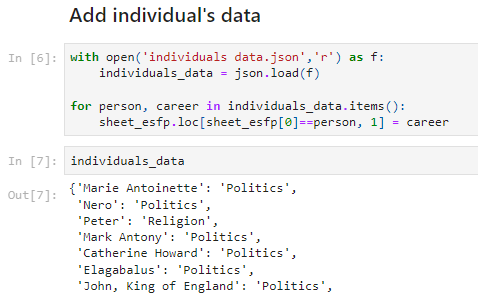 Add individual's data
In [6]:
with open('individuals data.json','r') as f:
    individuals_data = json.load(f)
for person, career in individuals_data.items():
    sheet_esfp.loc[sheet_esfp[0]==person, 1] = career
In [7]:
individuals_data
Out[7]:
{'Marie Antoinette': 'Politics',
 'Nero': 'Politics',
 'Peter': 'Religion',
 'Mark Antony': 'Politics',
 'Catherine Howard': 'Politics',
 'Elagabalus': 'Politics',
 'John, King of England': 'Politics',